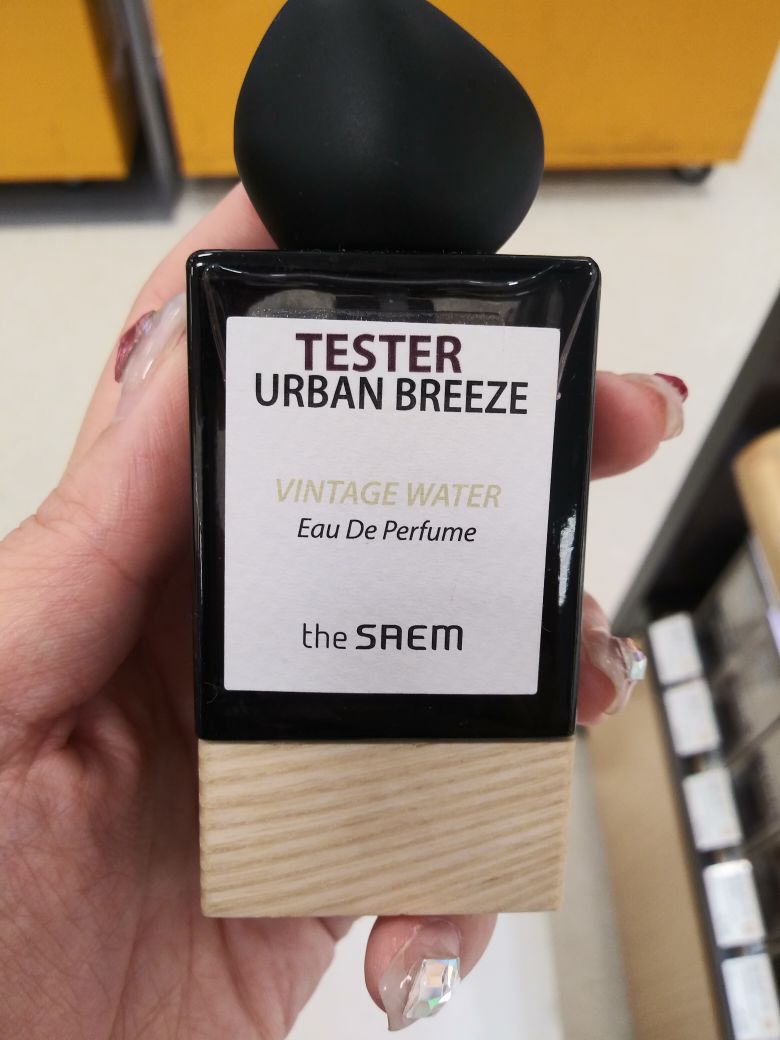 TESTER
URBAN BREEZE
VINTAGE WATER
Eau De Perfume
the SAEM